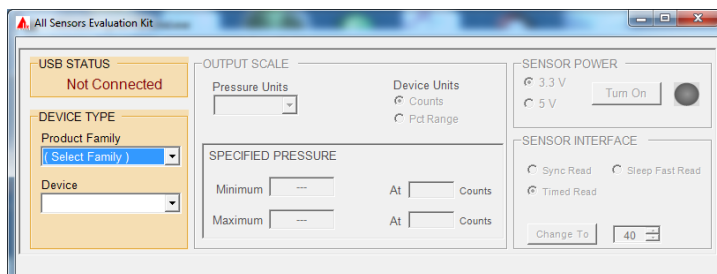 All Sensors Evaluation Kit
USB STATUS
Not Connected
DEVICE TYPE
Product Family
( Select Family )
Device
OUTPUT SCALE
Pressure Units
Device Units
Counts
Pct Range
SPECIFIED PRESSURE
Minimum --- At Counts
Maximum --- At Counts
SENSOR POWER
3.3 V
5 V
Turn On
SENSOR INTERFACE
Sync Read Sleep Fast Read
Timed Read
Change To 40